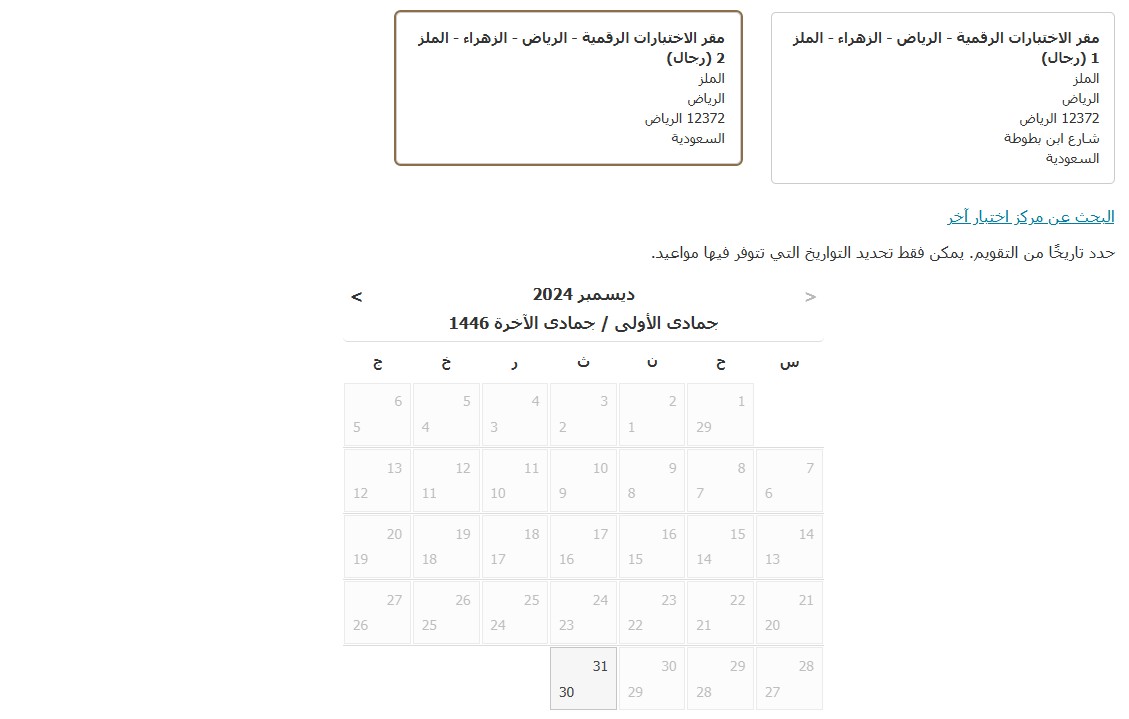 مقر الاختبارات الرقمية - الرياض - الزهراء - الملز
1 (رجال)
الملز
الرياض
12372 الرياض
شارع ابن بطوطة
السعودية
مقر الاختبارات الرقمية - الرياض - الزهراء - الملز
2 (رجال)
الملز
الرياض
12372 الرياض
السعودية
البحث عن مركز اختبار آخر
حدد تاريخًا من التقويم. يمكن فقط تحديد التواريخ التي تتوفر فيها مواعيد.
< ديسمبر 2024 >
جمادى الأولى / جمادى الآخرة 1446
س ح ن ث ر خ ج
1 2 3 4 5 6
29 1 2 3 4 5
7 8 9 10 11 12 13
6 7 8 9 10 11 12
14 15 16 17 18 19 20
13 14 15 16 17 18 19
21 22 23 24 25 26 27
20 21 22 23 24 25 26
28 29 30 31
27 28 29 30